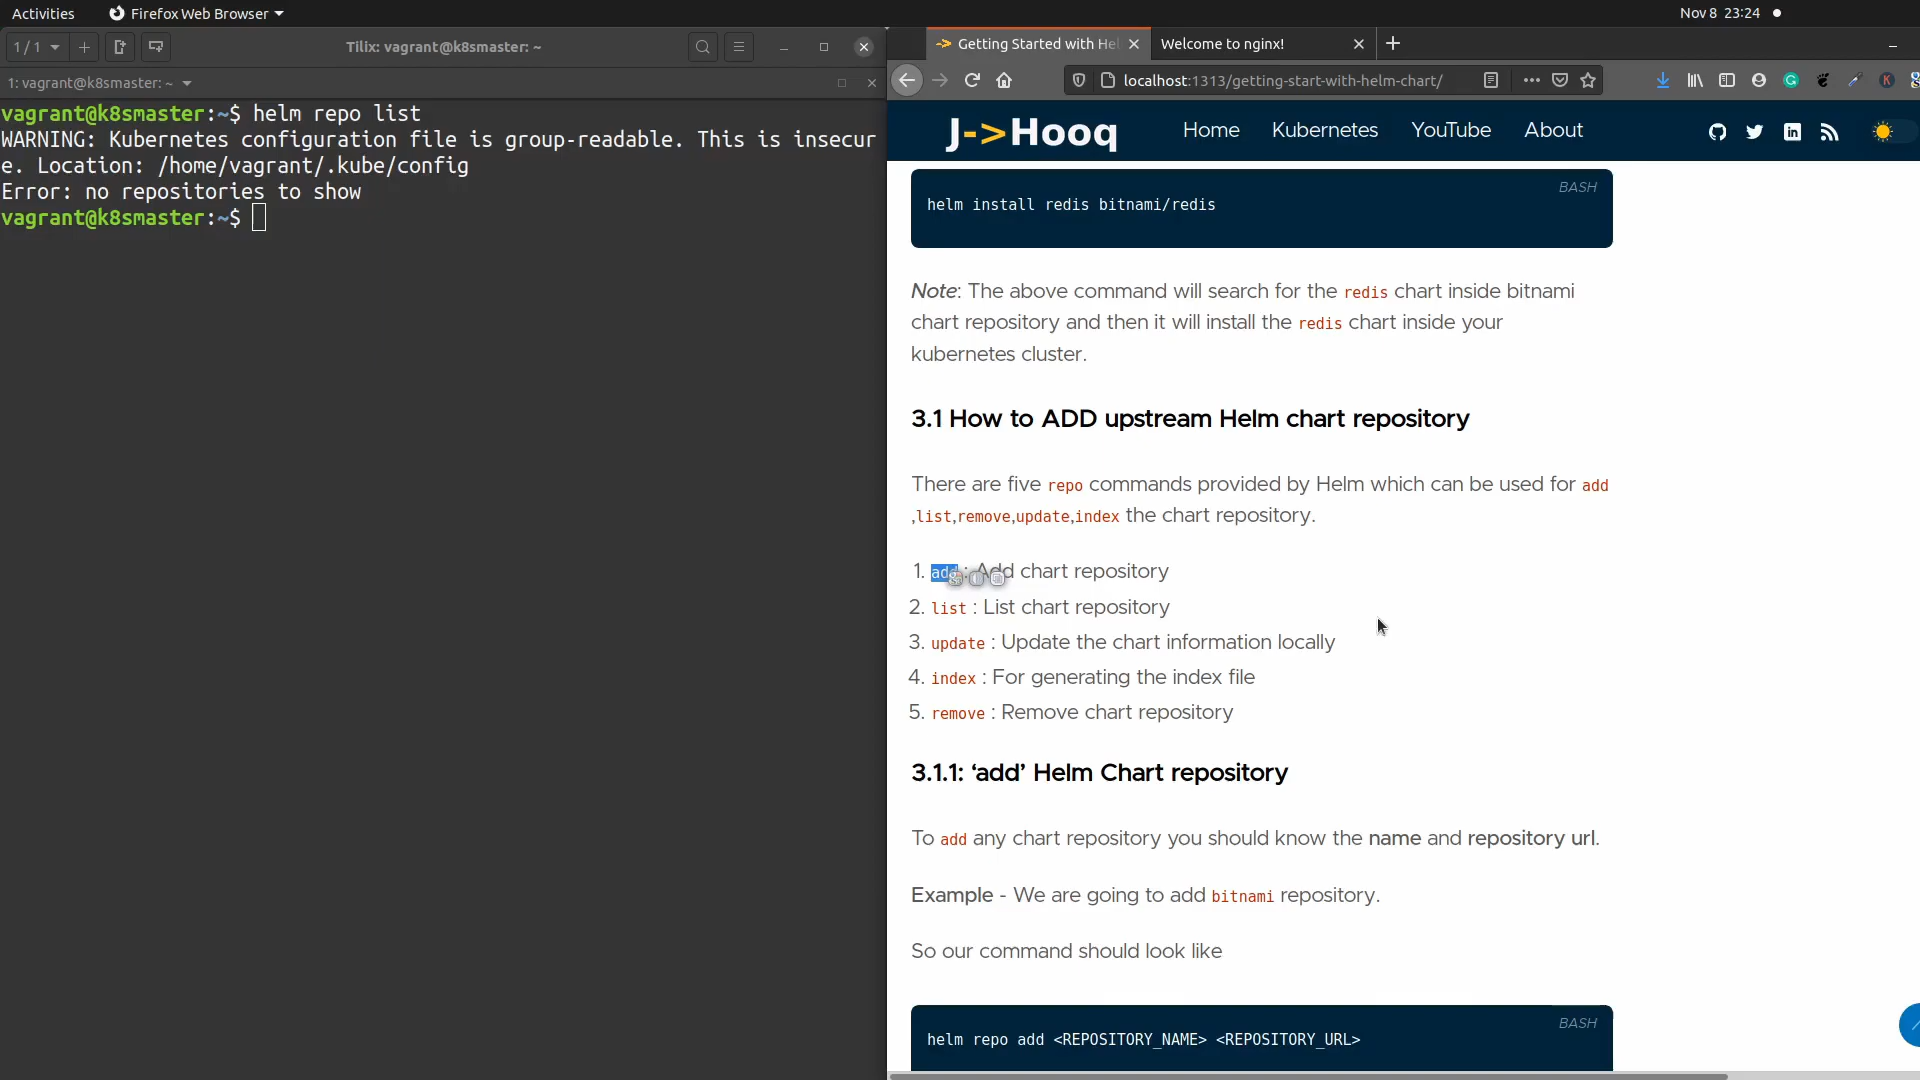 Activities
Firefox Web Browser
Nov 8 23:24
1 / 1
Tilix: vagrant@k8smaster: ~
1: vagrant@k8smaster: ~
vagrant@k8smaster:~$ helm repo list
WARNING: Kubernetes configuration file is group-readable. This is insecur
e. Location: /home/vagrant/.kube/config
Error: no repositories to show
vagrant@k8smaster:~$
Getting Started with Hel
Welcome to nginx!
localhost:1313/getting-start-with-helm-chart/
J->Hooq
Home
Kubernetes
YouTube
About
BASH
helm install redis bitnami/redis
Note: The above command will search for the redis chart inside bitnami
chart repository and then it will install the redis chart inside your
kubernetes cluster.
3.1 How to ADD upstream Helm chart repository
There are five repo commands provided by Helm which can be used for add
,list,remove,update,index the chart repository.
1. add : Add chart repository
2. list : List chart repository
3. update : Update the chart information locally
4. index : For generating the index file
5. remove : Remove chart repository
3.1.1: ‘add’ Helm Chart repository
To add any chart repository you should know the name and repository url.
Example - We are going to add bitnami repository.
So our command should look like
BASH
helm repo add <REPOSITORY_NAME> <REPOSITORY_URL>